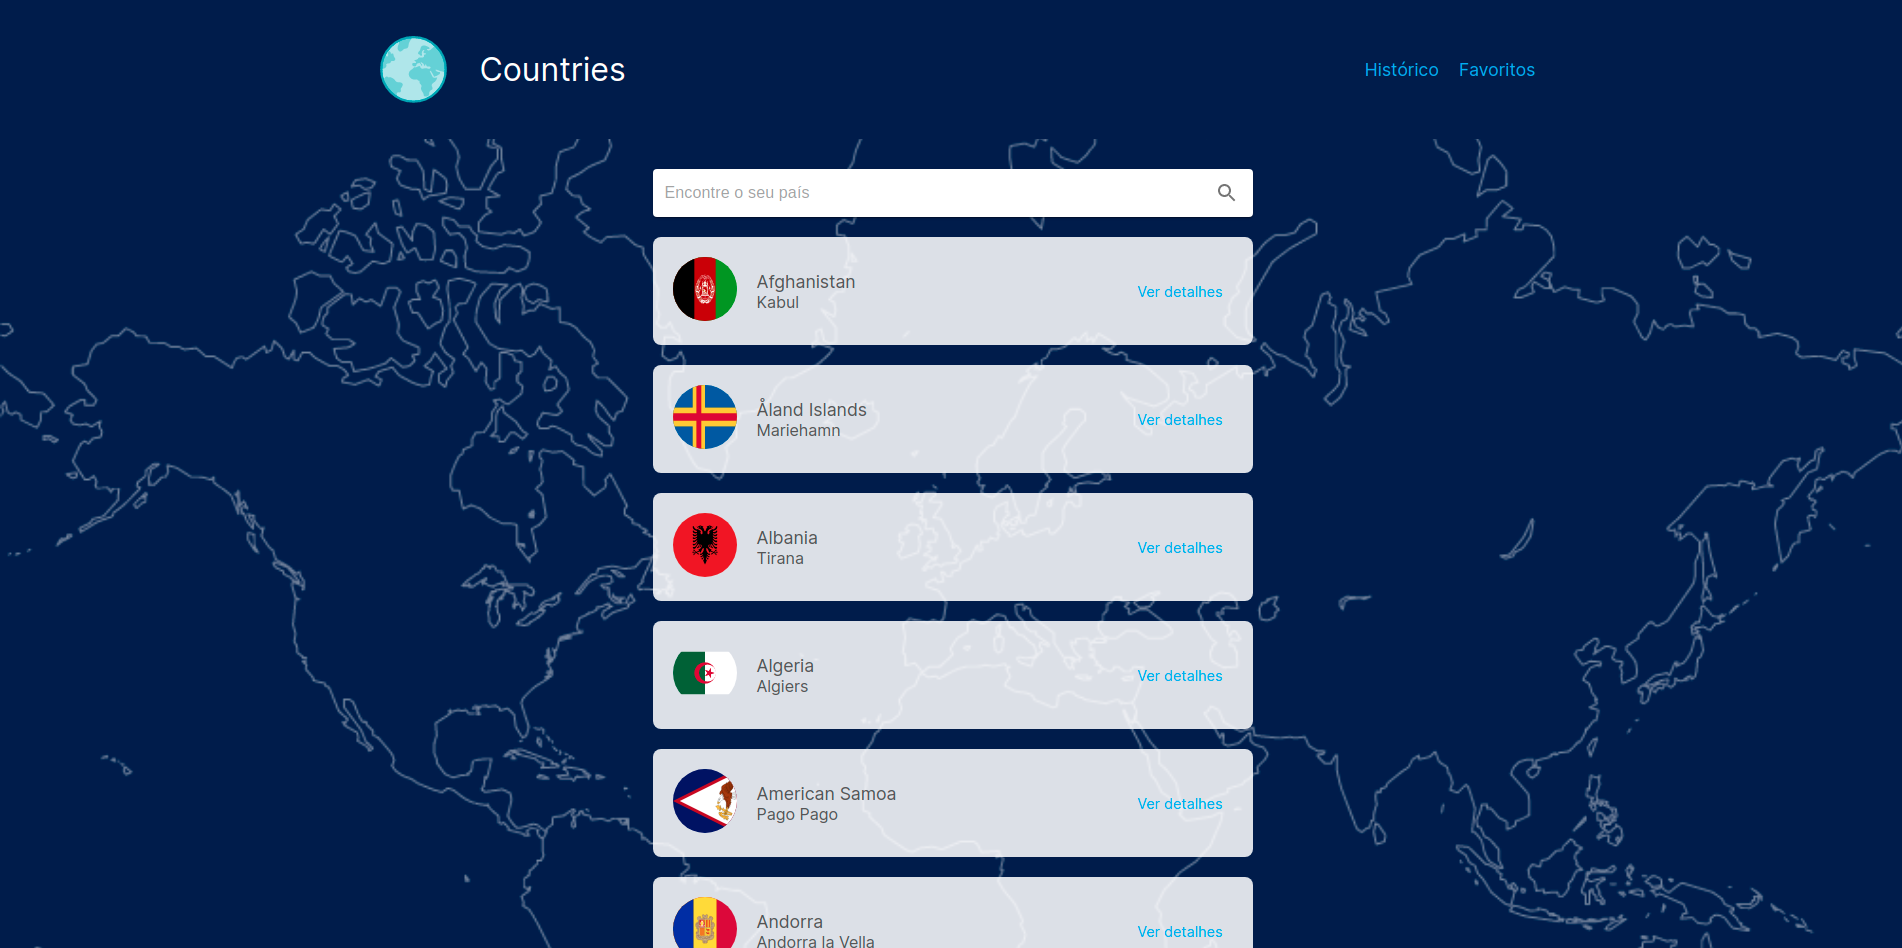 Countries
Histórico
Favoritos
Encontre o seu país
Afghanistan
Kabul
Ver detalhes
Åland Islands
Mariehamn
Ver detalhes
Albania
Tirana
Ver detalhes
Algeria
Algiers
Ver detalhes
American Samoa
Pago Pago
Ver detalhes
Andorra
Andorra la Vella
Ver detalhes